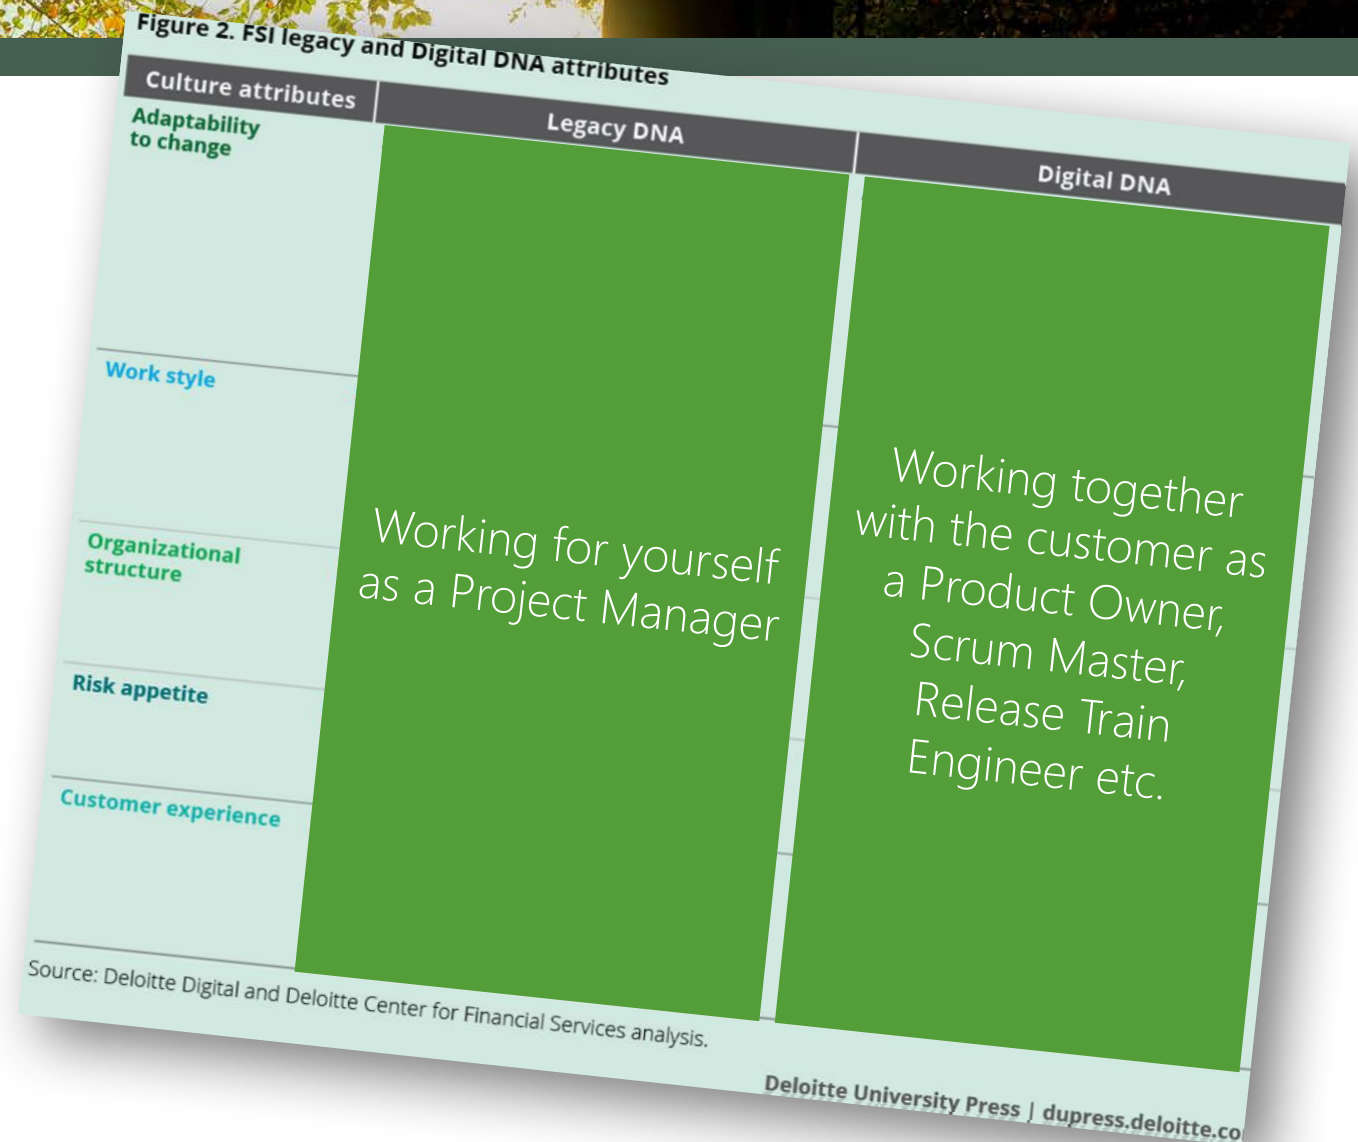 Figure 2. FSI legacy and Digital DNA attributes
Culture attributes
Legacy DNA
Digital DNA
Adaptability
to change
Work style
Organizational
structure
Risk appetite
Customer experience
Working for yourself
as a Project Manager
Working together
with the customer as
a Product Owner,
Scrum Master,
Release Train
Engineer etc.
Source: Deloitte Digital and Deloitte Center for Financial Services analysis.
Deloitte University Press | dupress.deloitte.co